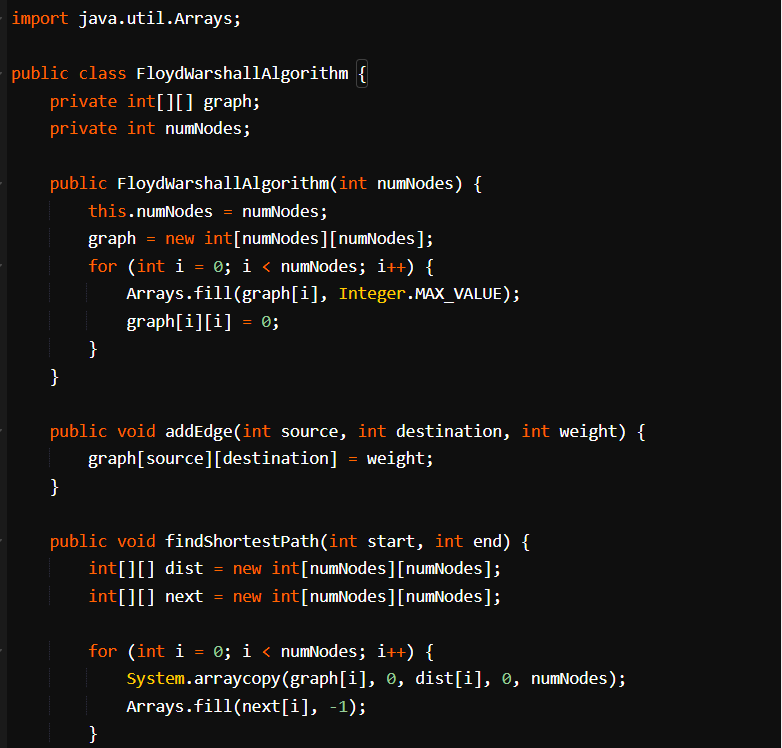 import java.util.Arrays;
public class FloydWarshallAlgorithm {
private int[][] graph;
private int numNodes;
public FloydWarshallAlgorithm(int numNodes) {
this.numNodes = numNodes;
graph = new int[numNodes][numNodes];
for (int i = 0; i < numNodes; i++) {
Arrays.fill(graph[i], Integer.MAX_VALUE);
graph[i][i] = 0;
}
}
public void addEdge(int source, int destination, int weight) {
graph[source][destination] = weight;
}
public void findShortestPath(int start, int end) {
int[][] dist = new int[numNodes][numNodes];
int[][] next = new int[numNodes][numNodes];
for (int i = 0; i < numNodes; i++) {
System.arraycopy(graph[i], 0, dist[i], 0, numNodes);
Arrays.fill(next[i], -1);
}